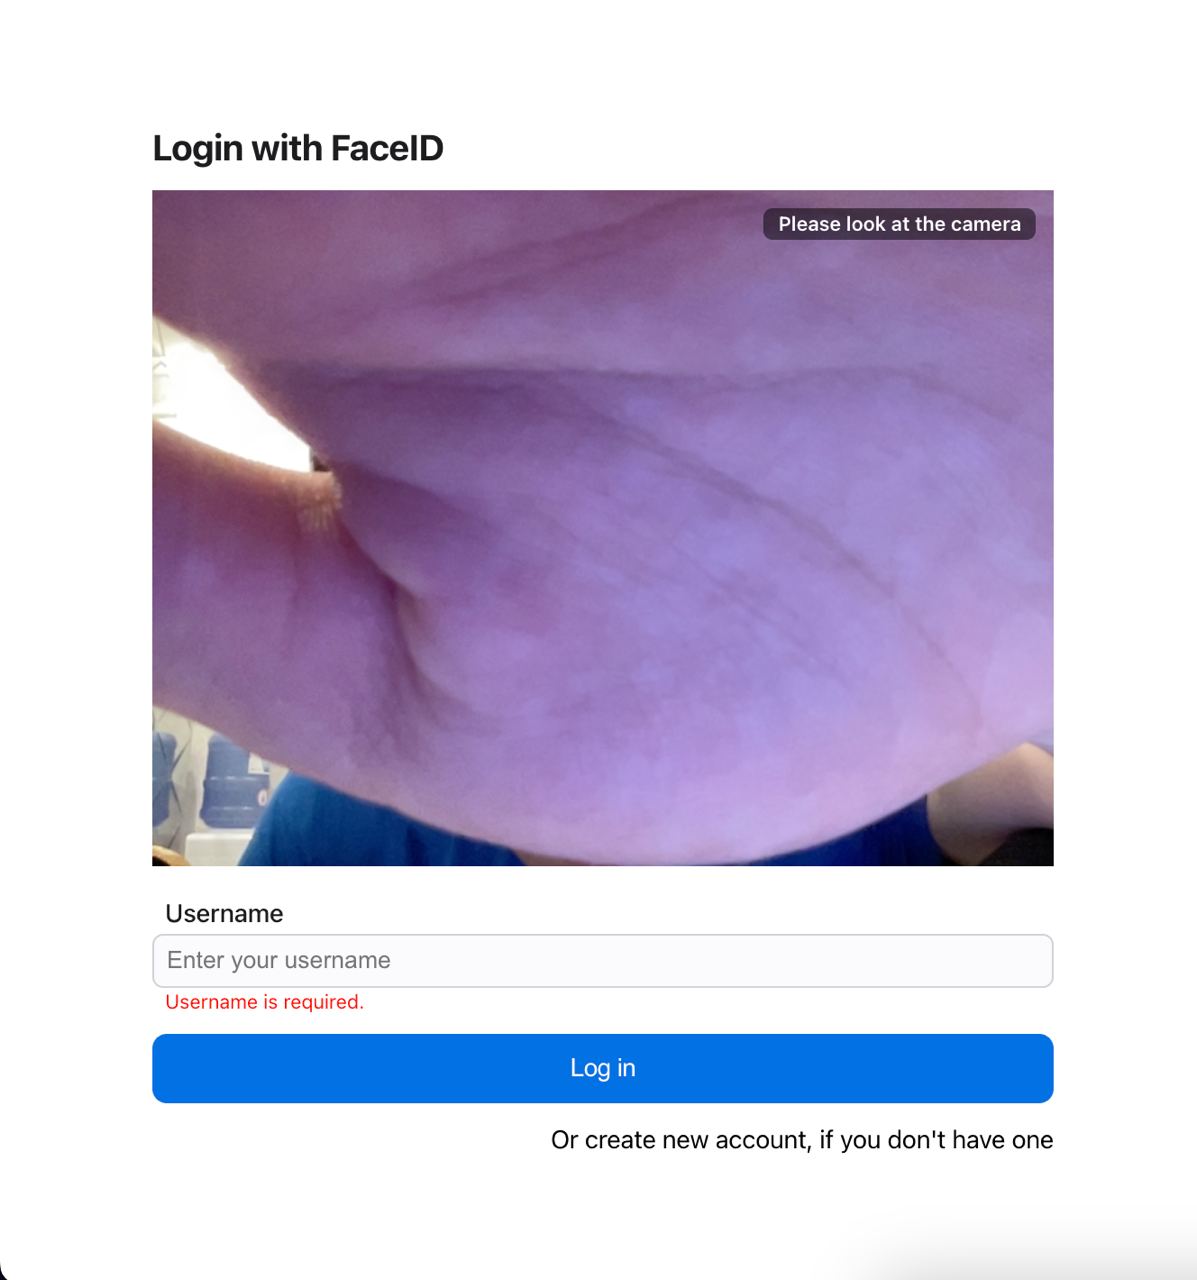 Login with FaceID
Please look at the camera
Username
Enter your username
Username is required.
Log in
Or create new account, if you don't have one